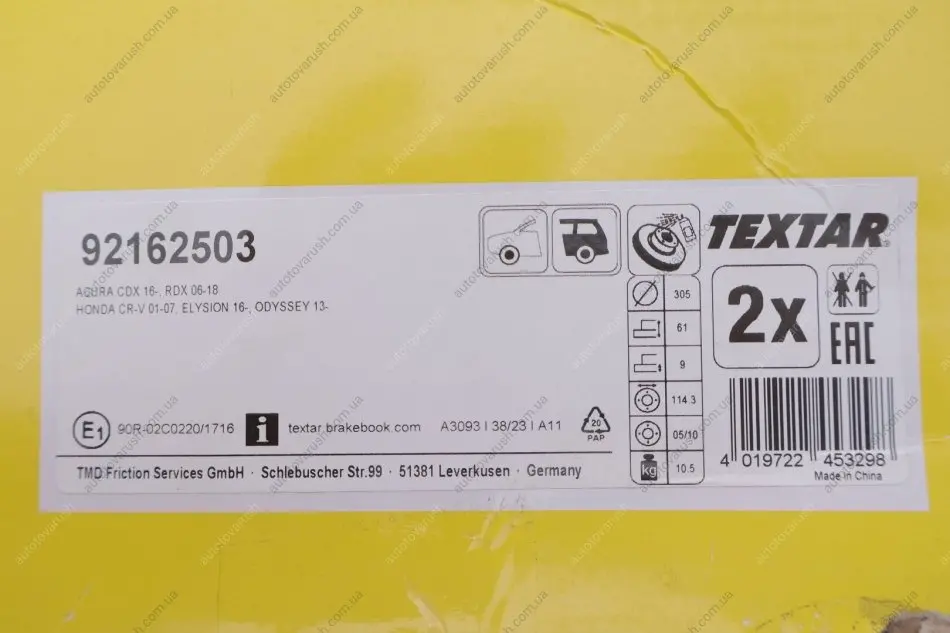 92162503
ACURA CDX 16-, RDX 06-18
HONDA CR-V 01-07, ELYSION 16-, ODYSSEY 13-
TEXTAR
305
61
9
114.3
05/10
kg 10.5
2x
EAC
E1 90R-02C0220/1716
i textar.brakebook.com
A3093 | 38/23 | A11
20
PAP
TMD Friction Services GmbH · Schlebuscher Str.99 · 51381 Leverkusen · Germany
4 019722 453298
Made in China
autotovarush.com.ua